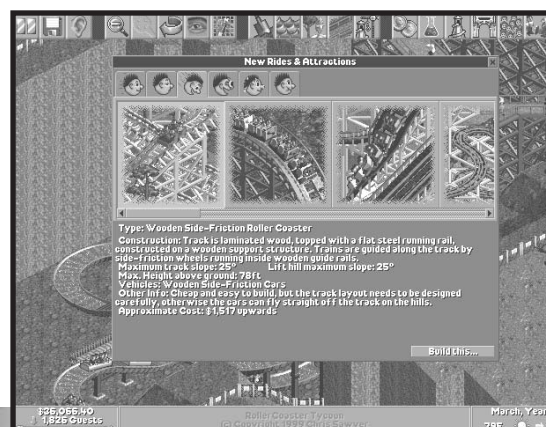 New Rides & Attractions
Type: Wooden Side-Friction Roller Coaster
Construction: Track is laminated wood, topped with a flat steel running rail,
constructed on a wooden support structure. Trains are guided along the track by
side-friction wheels running inside wooden guide rails.
Maximum track slope: 25° Lift hill maximum slope: 25°
Max. Height above ground: 78ft
Vehicles: Wooden Side-Friction Cars
Other Info: Cheap and easy to build, but the track layout needs to be designed
carefully, otherwise the cars can fly straight off the track on the hills.
Approximate Cost: $1,517 upwards
Build this...
$36,066.40
1,826 Guests
Roller Coaster Tycoon
(c) Copyright 1999 Chris Sawyer
March, Year